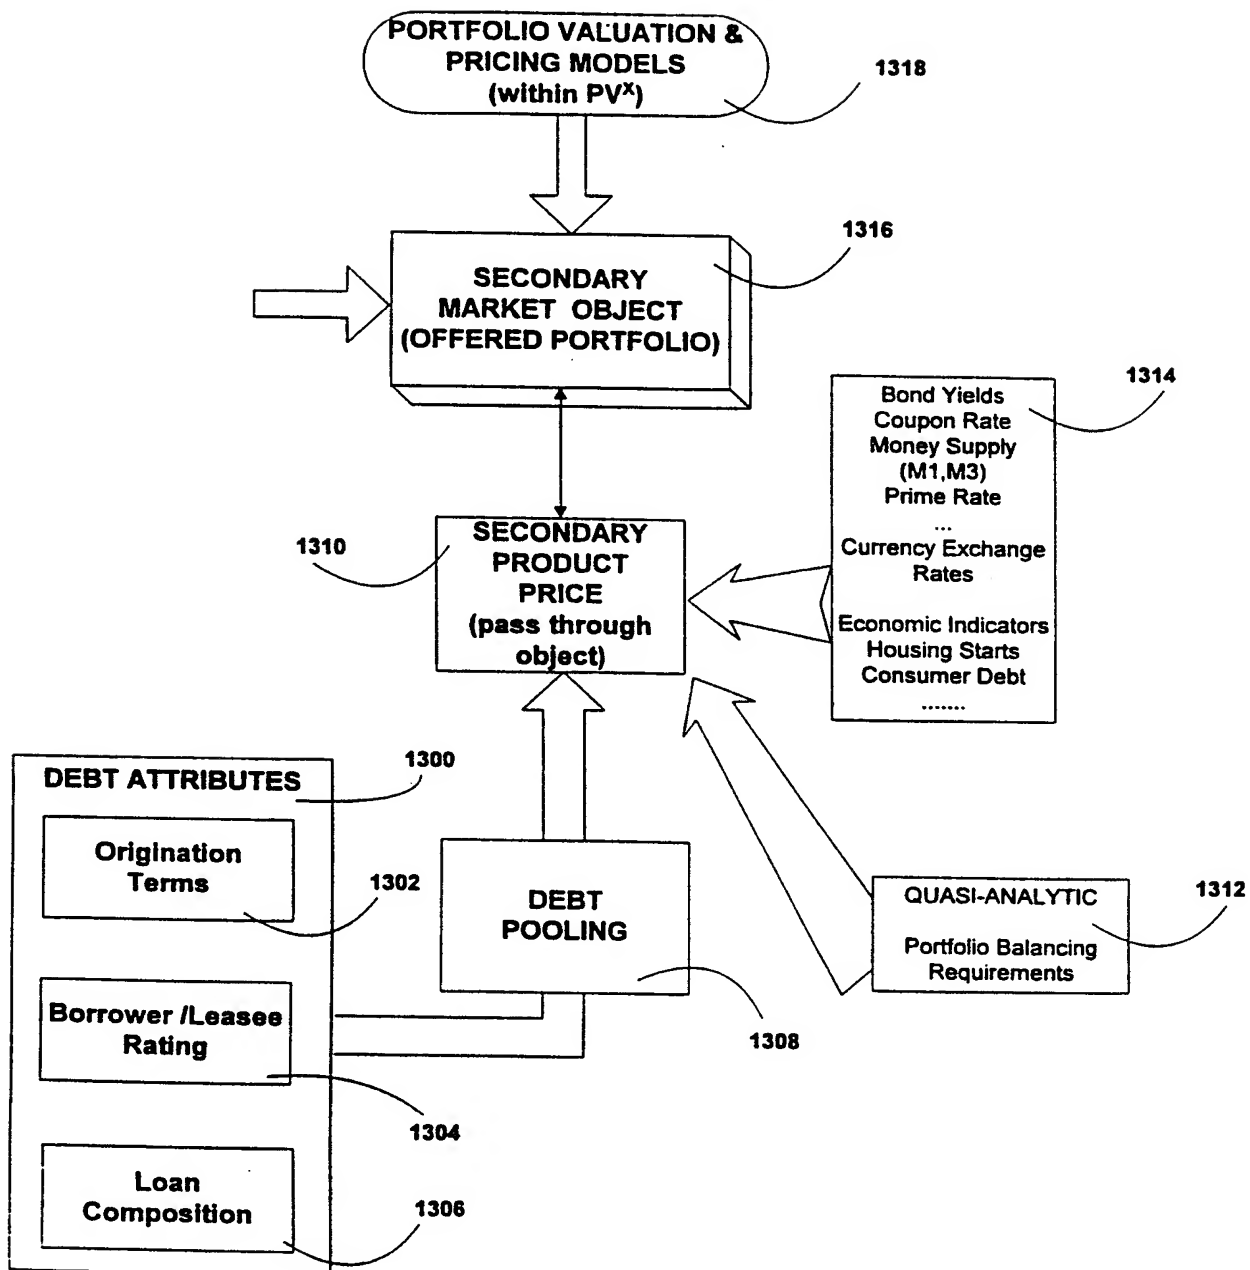 PORTFOLIO VALUATION &
PRICING MODELS
(within PVˣ)
1318
1316
SECONDARY
MARKET OBJECT
(OFFERED PORTFOLIO)
1314
Bond Yields
Coupon Rate
Money Supply
(M1,M3)
Prime Rate
...
Currency Exchange
Rates
Economic Indicators
Housing Starts
Consumer Debt
.......
1310
SECONDARY
PRODUCT
PRICE
(pass through
object)
1300
DEBT ATTRIBUTES
Origination
Terms
1302
Borrower /Leasee
Rating
1304
Loan
Composition
1306
DEBT
POOLING
1308
QUASI-ANALYTIC
Portfolio Balancing
Requirements
1312